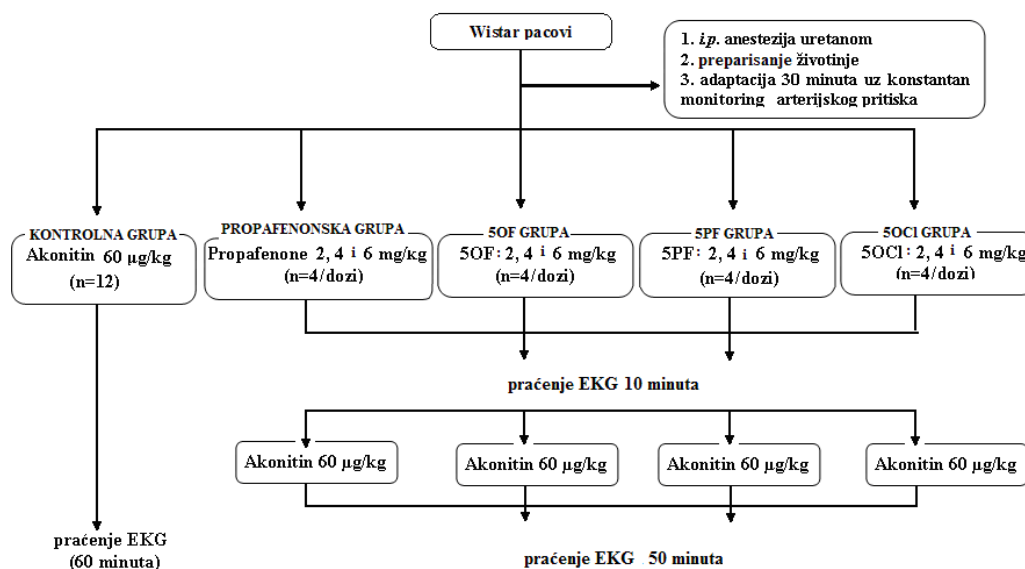 Wistar pacovi
1. i.p. anestezija uretanom
2. preparisanje životinje
3. adaptacija 30 minuta uz konstantan
monitoring arterijskog pritiska
KONTROLNA GRUPA
Akonitin 60 µg/kg
(n=12)
PROPAFENONSKA GRUPA
Propafenone 2, 4 i 6 mg/kg
(n=4/dozi)
5OF GRUPA
5OF: 2, 4 i 6 mg/kg
(n=4/dozi)
5PF GRUPA
5PF: 2, 4 i 6 mg/kg
(n=4/dozi)
5OCl GRUPA
5OCl: 2, 4 i 6 mg/kg
(n=4/dozi)
praćenje EKG 10 minuta
Akonitin 60 µg/kg
Akonitin 60 µg/kg
Akonitin 60 µg/kg
Akonitin 60 µg/kg
praćenje EKG
(60 minuta)
praćenje EKG 50 minuta